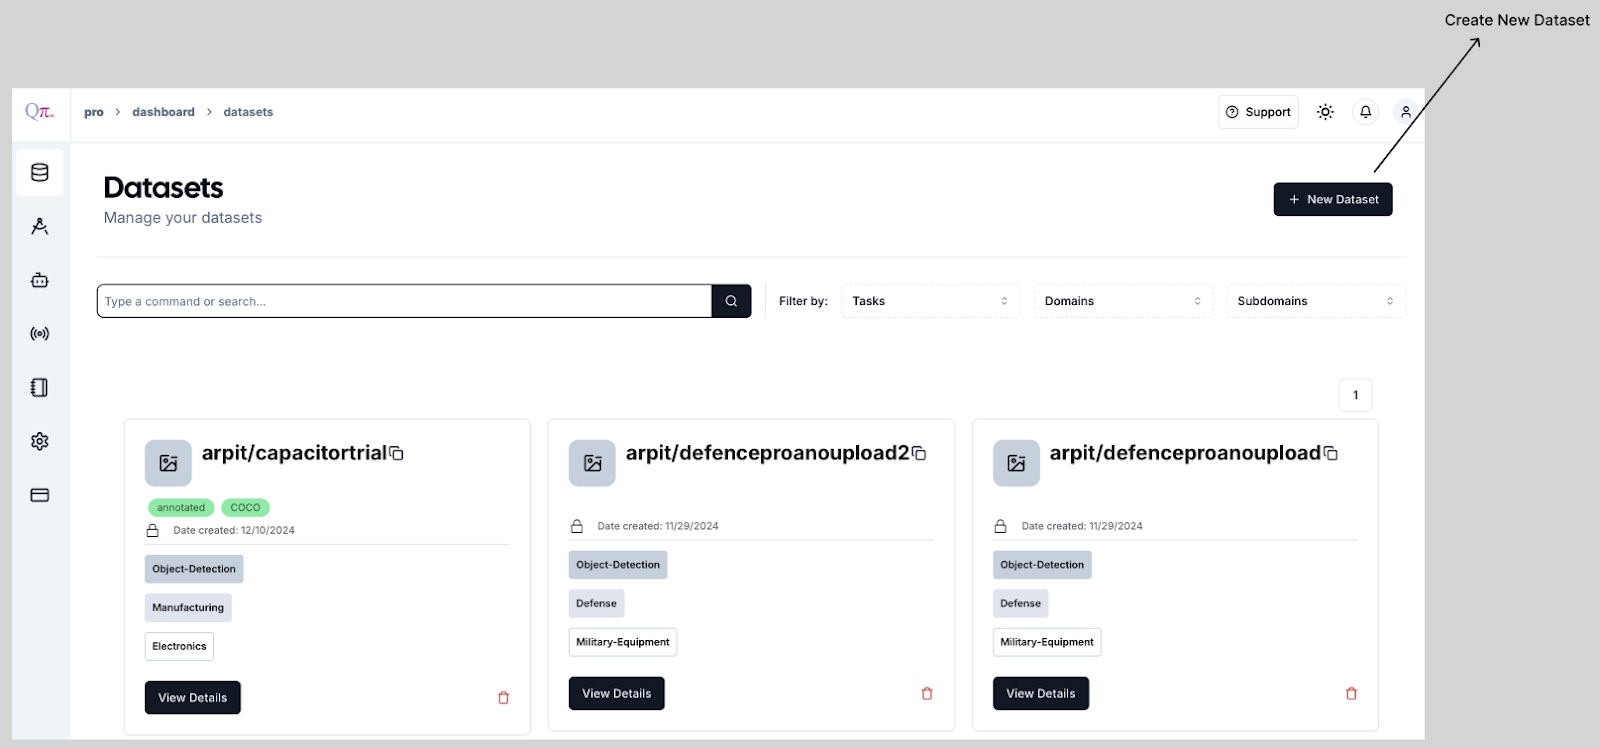 Create New Dataset
Qπ
pro > dashboard > datasets
Support
Datasets
Manage your datasets
+ New Dataset
Type a command or search...
Filter by:
Tasks
Domains
Subdomains
1
arpit/capacitortrial
annotated
COCO
Date created: 12/10/2024
Object-Detection
Manufacturing
Electronics
View Details
arpit/defenceproanoupload2
Date created: 11/29/2024
Object-Detection
Defense
Military-Equipment
View Details
arpit/defenceproanoupload
Date created: 11/29/2024
Object-Detection
Defense
Military-Equipment
View Details